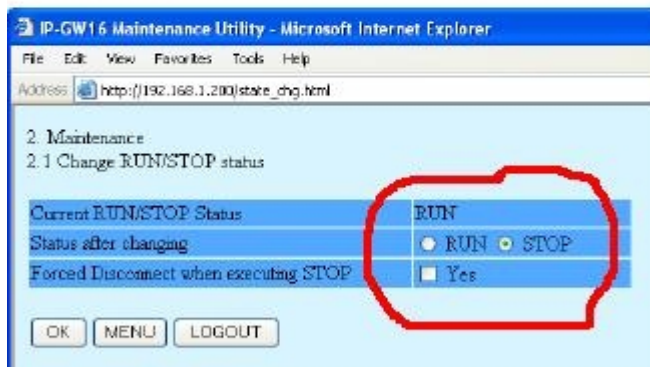 IP-GW16 Maintenance Utility - Microsoft Internet Explorer
File Edit View Favorites Tools Help
Address http://192.168.1.200/state_chg.html
2. Maintenance
2.1 Change RUN/STOP status
Current RUN/STOP Status RUN
Status after changing RUN STOP
Forced Disconnect when executing STOP Yes
OK MENU LOGOUT